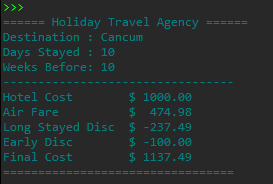 >>>
====== Holiday Travel Agency ======
Destination : Cancum
Days Stayed : 10
Weeks Before: 10
---------------------------------
Hotel Cost        $ 1000.00
Air Fare          $  474.98
Long Stayed Disc  $ -237.49
Early Disc        $ -100.00
Final Cost        $ 1137.49
=================================